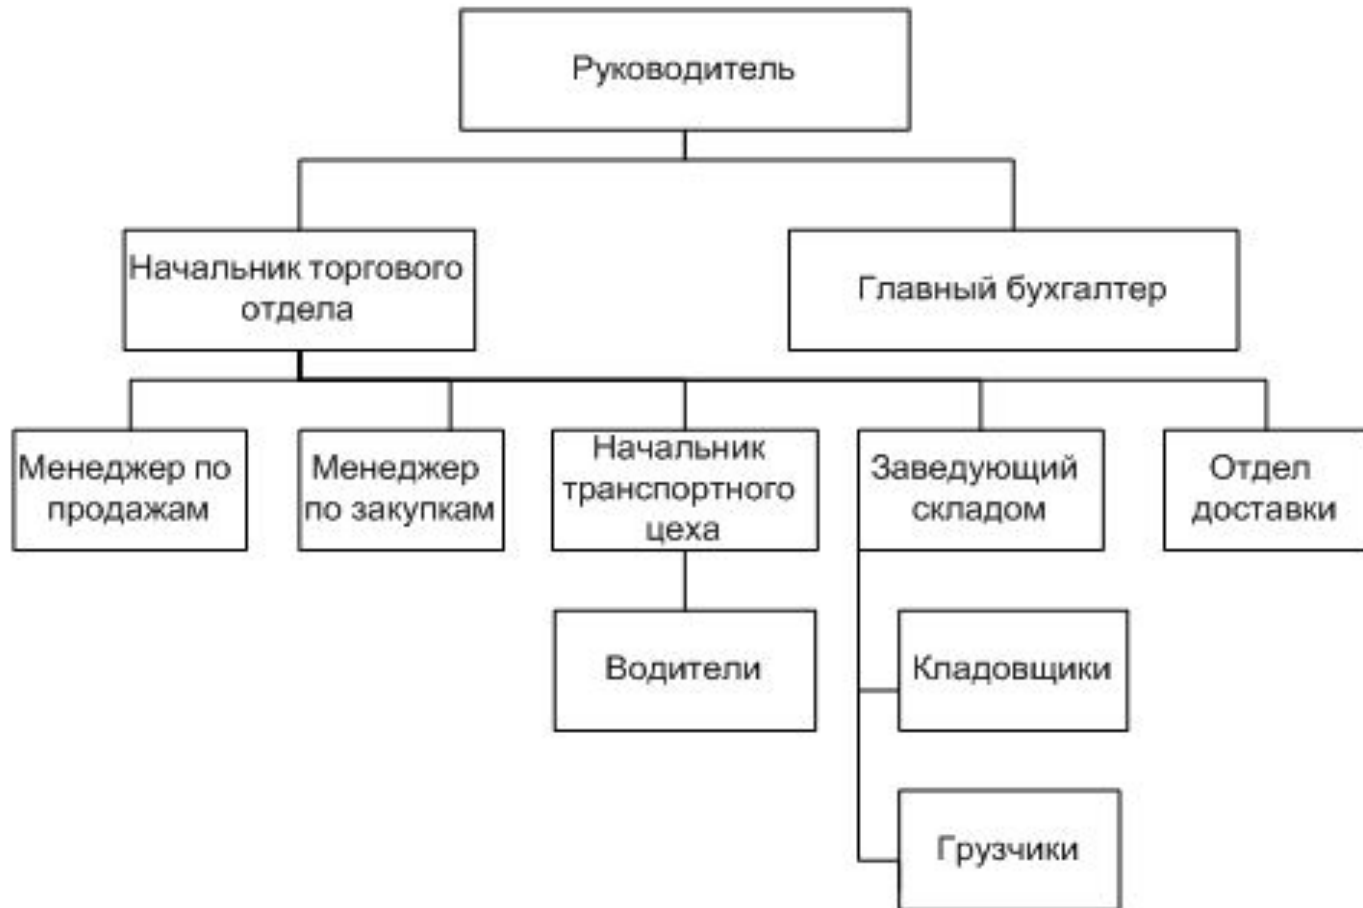 Руководитель
Начальник торгового
отдела
Главный бухгалтер
Менеджер по
продажам
Менеджер
по закупкам
Начальник
транспортного
цеха
Заведующий
складом
Отдел
доставки
Водители
Кладовщики
Грузчики